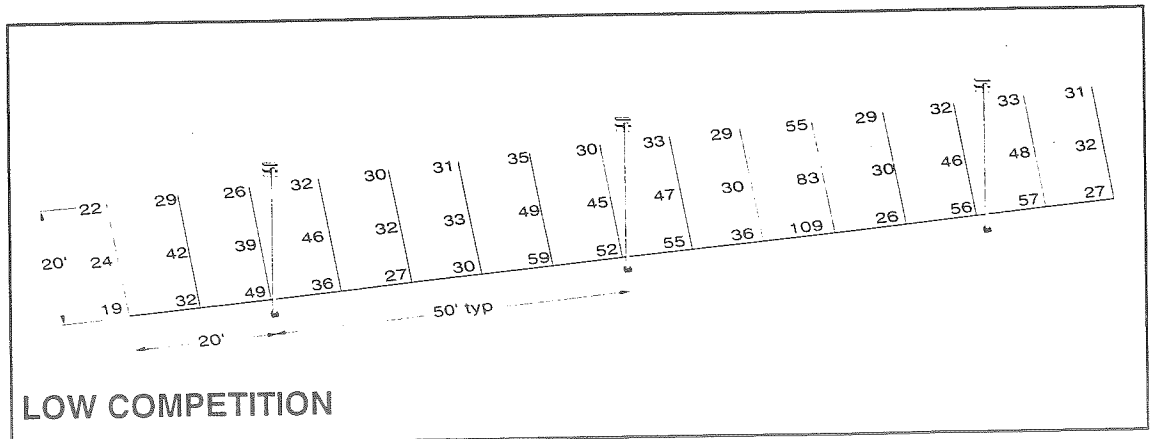 22 29 26 32 30 31 35 30 33 29 55 29 32 33 31
20' 24 42 39 46 32 33 49 45 47 30 83 30 46 48 32
19 32 49 36 27 30 59 52 55 36 109 26 56 57 27
20' 50' typ
LOW COMPETITION